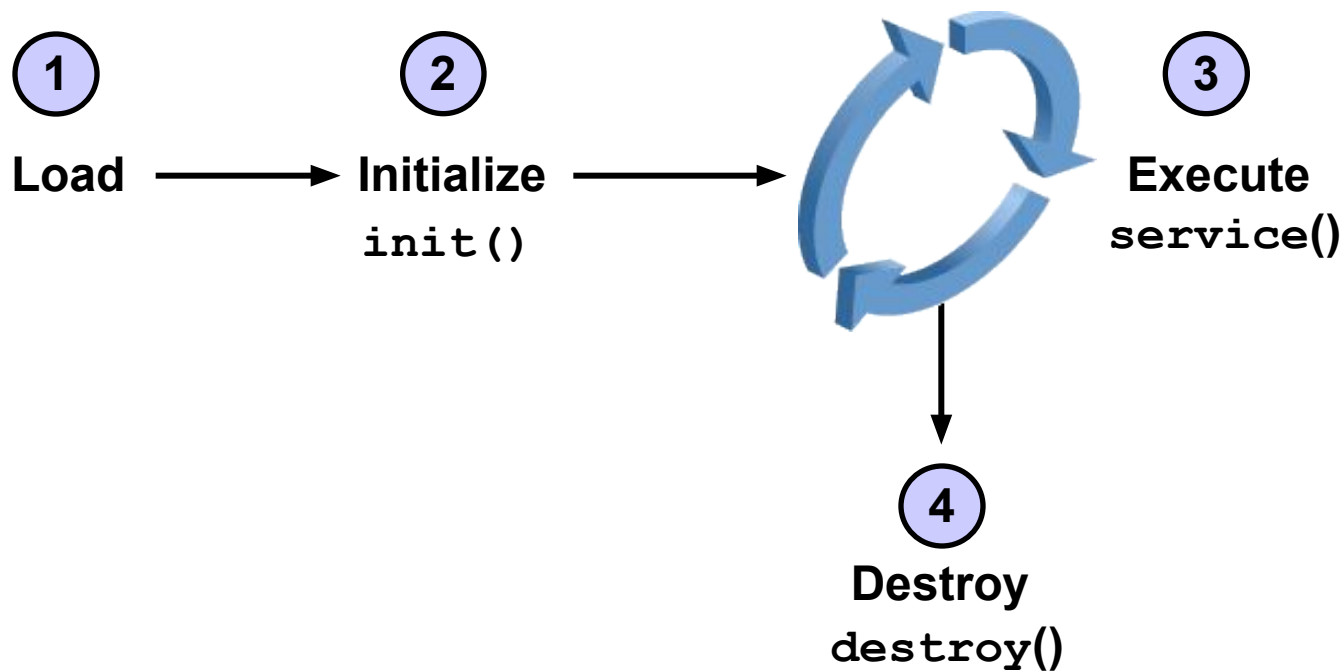 1
Load
2
Initialize
init()
3
Execute
service()
4
Destroy
destroy()